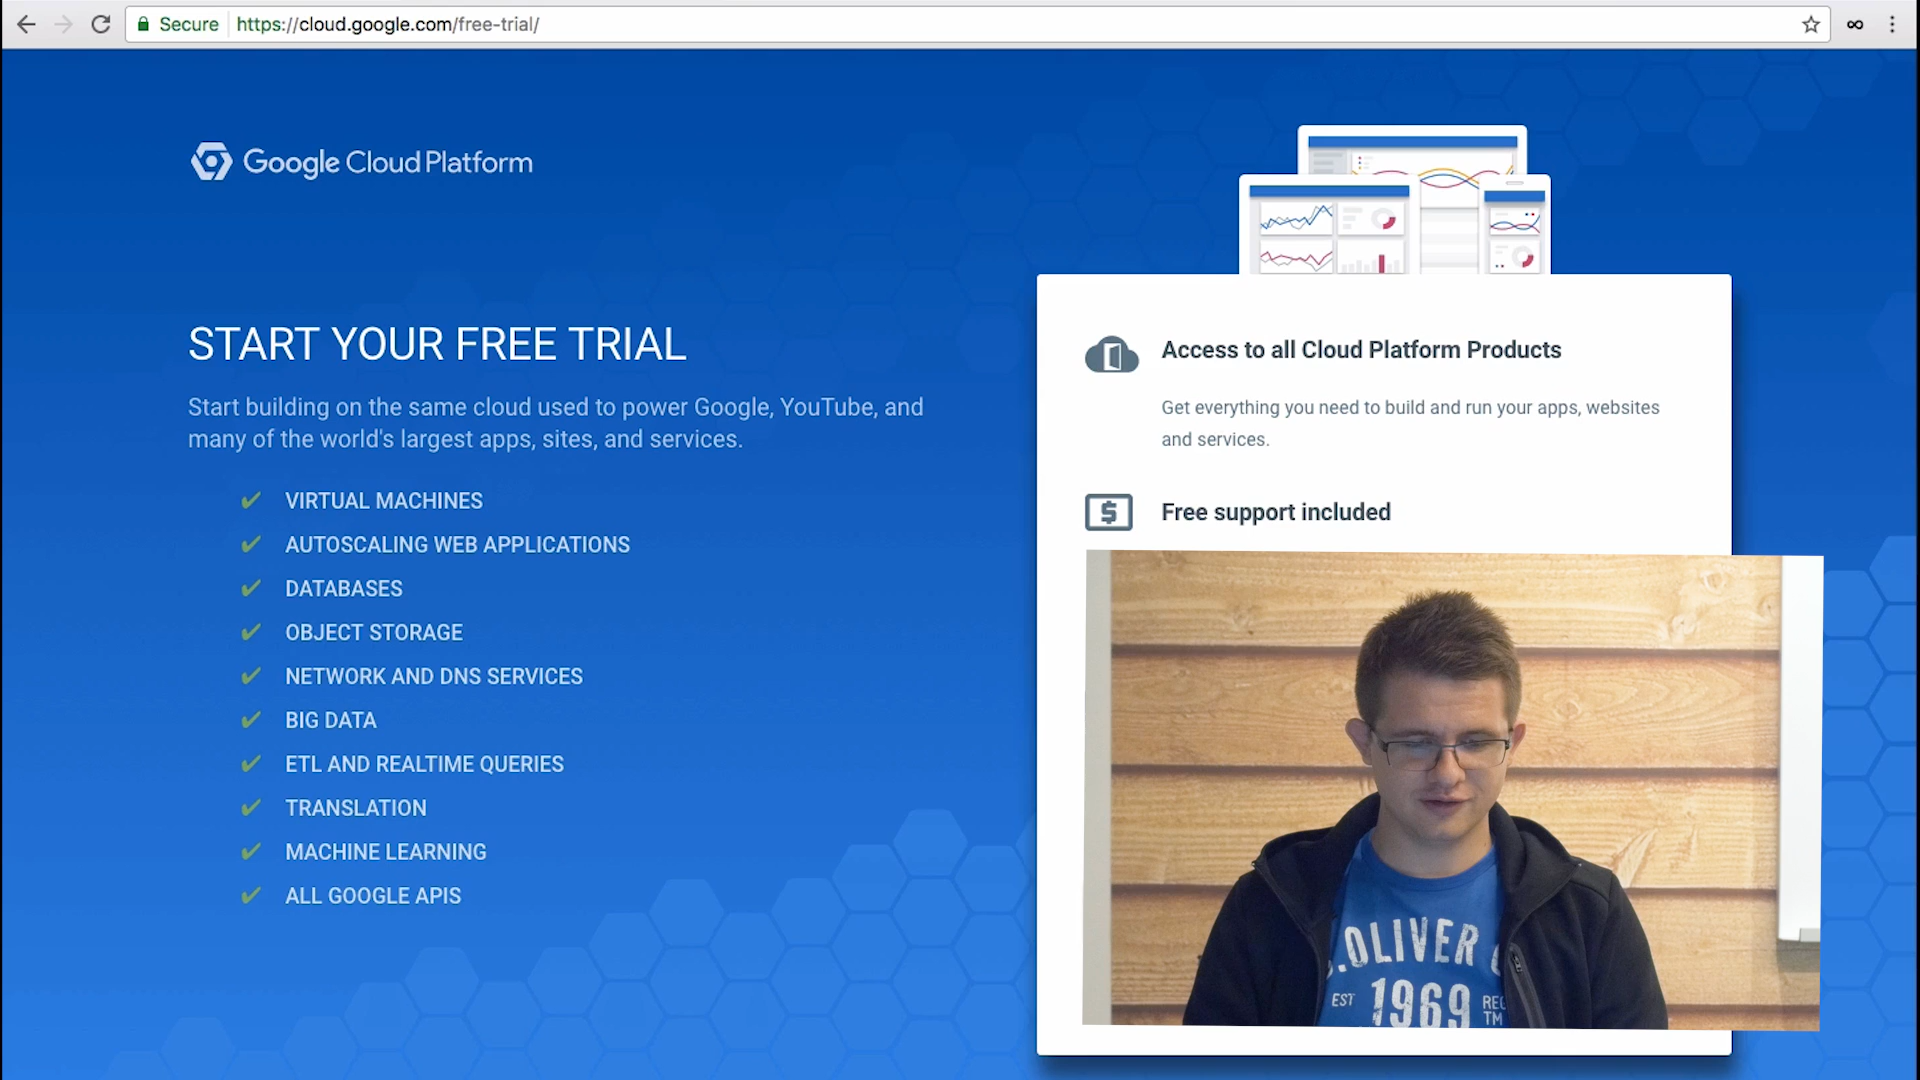 Secure https://cloud.google.com/free-trial/
Google Cloud Platform
START YOUR FREE TRIAL
Start building on the same cloud used to power Google, YouTube, and
many of the world's largest apps, sites, and services.
VIRTUAL MACHINES
AUTOSCALING WEB APPLICATIONS
DATABASES
OBJECT STORAGE
NETWORK AND DNS SERVICES
BIG DATA
ETL AND REALTIME QUERIES
TRANSLATION
MACHINE LEARNING
ALL GOOGLE APIS
Access to all Cloud Platform Products
Get everything you need to build and run your apps, websites
and services.
$ Free support included
.OLIVER
EST 1969 REG
TM